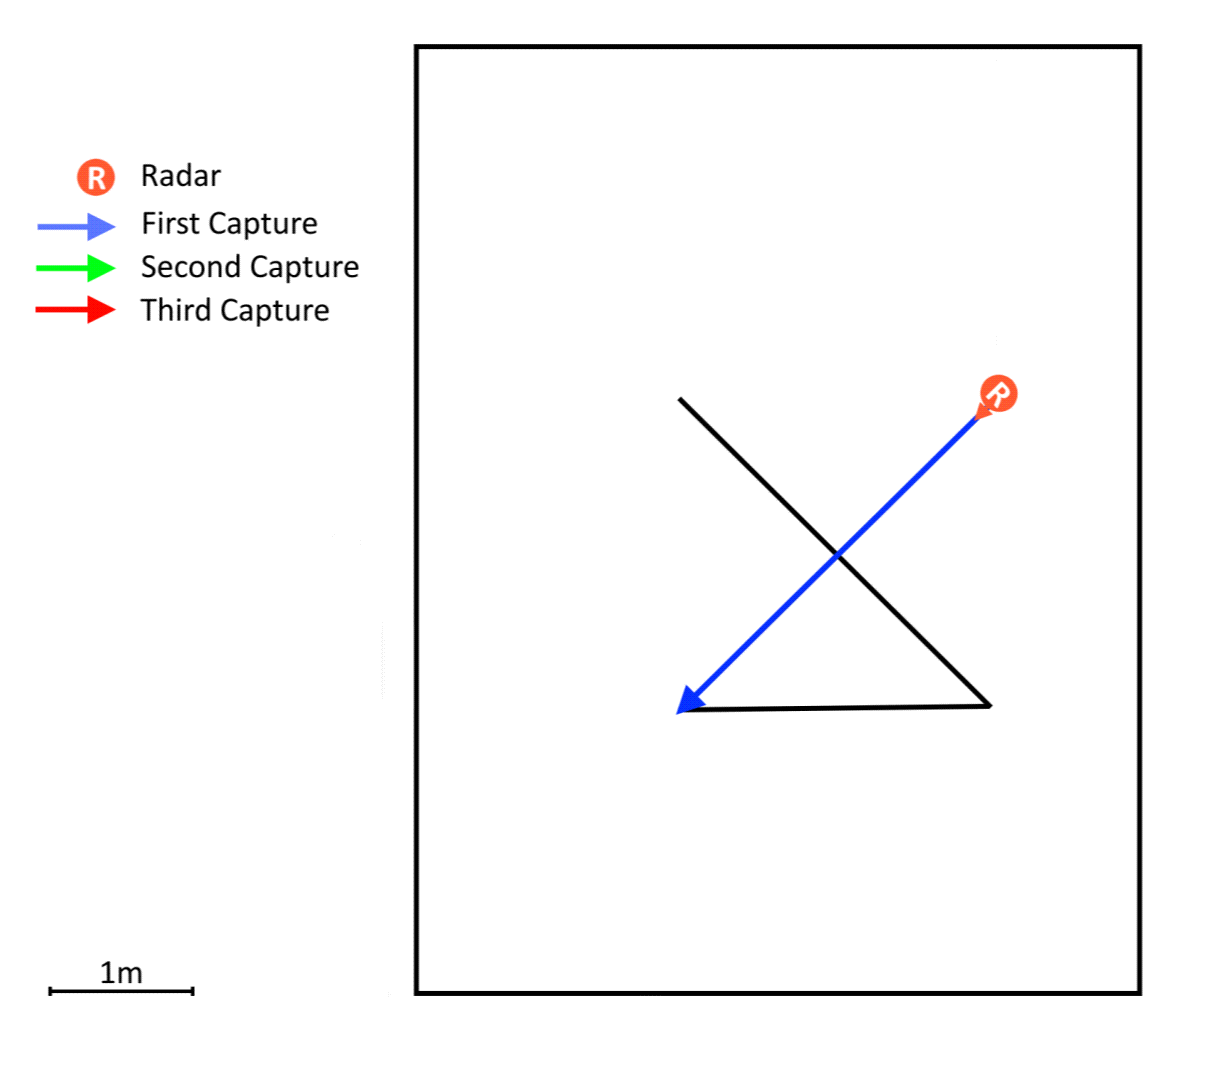 R Radar
First Capture
Second Capture
Third Capture
R
1m